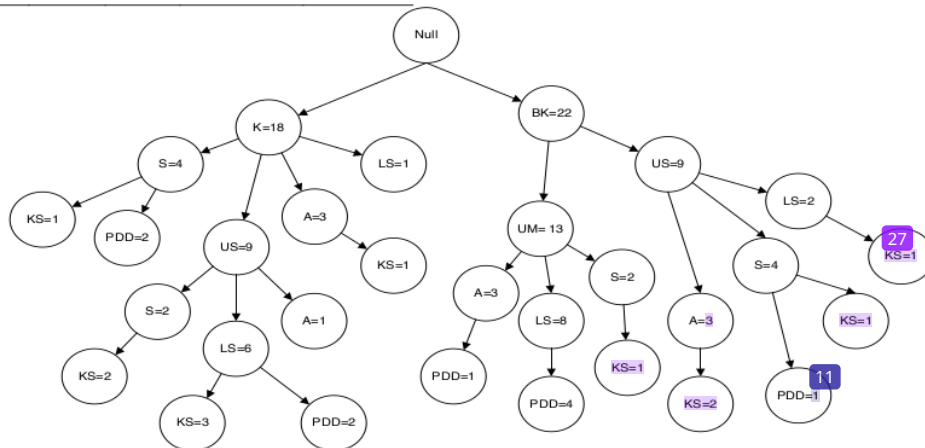 Null
K=18
BK=22
S=4
LS=1
US=9
KS=1
PDD=2
US=9
A=3
KS=1
UM= 13
LS=2
27
KS=1
S=4
S=2
S=2
A=3
LS=8
A=1
LS=6
A=3
KS=1
KS=2
KS=3
PDD=2
PDD=1
PDD=4
KS=1
KS=2
11
PDD=1